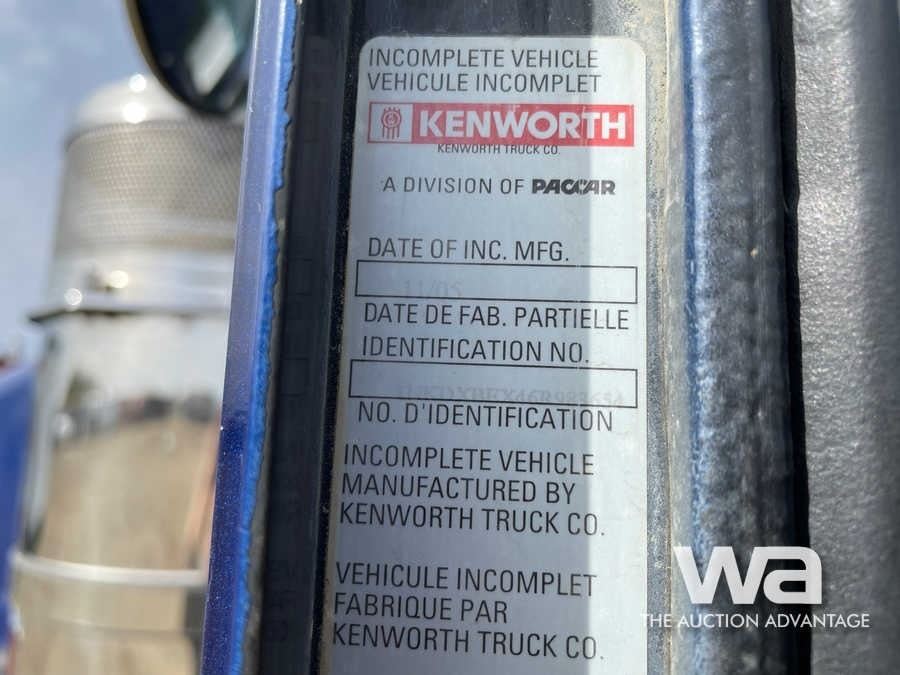 INCOMPLETE VEHICLE
VEHICULE INCOMPLET
KENWORTH
KENWORTH TRUCK CO.
A DIVISION OF PACCAR
DATE OF INC. MFG.
11/05
DATE DE FAB. PARTIELLE
IDENTIFICATION NO.
NO. D'IDENTIFICATION
INCOMPLETE VEHICLE
MANUFACTURED BY
KENWORTH TRUCK CO.
VEHICULE INCOMPLET
FABRIQUE PAR
KENWORTH TRUCK CO.
wa
THE AUCTION ADVANTAGE